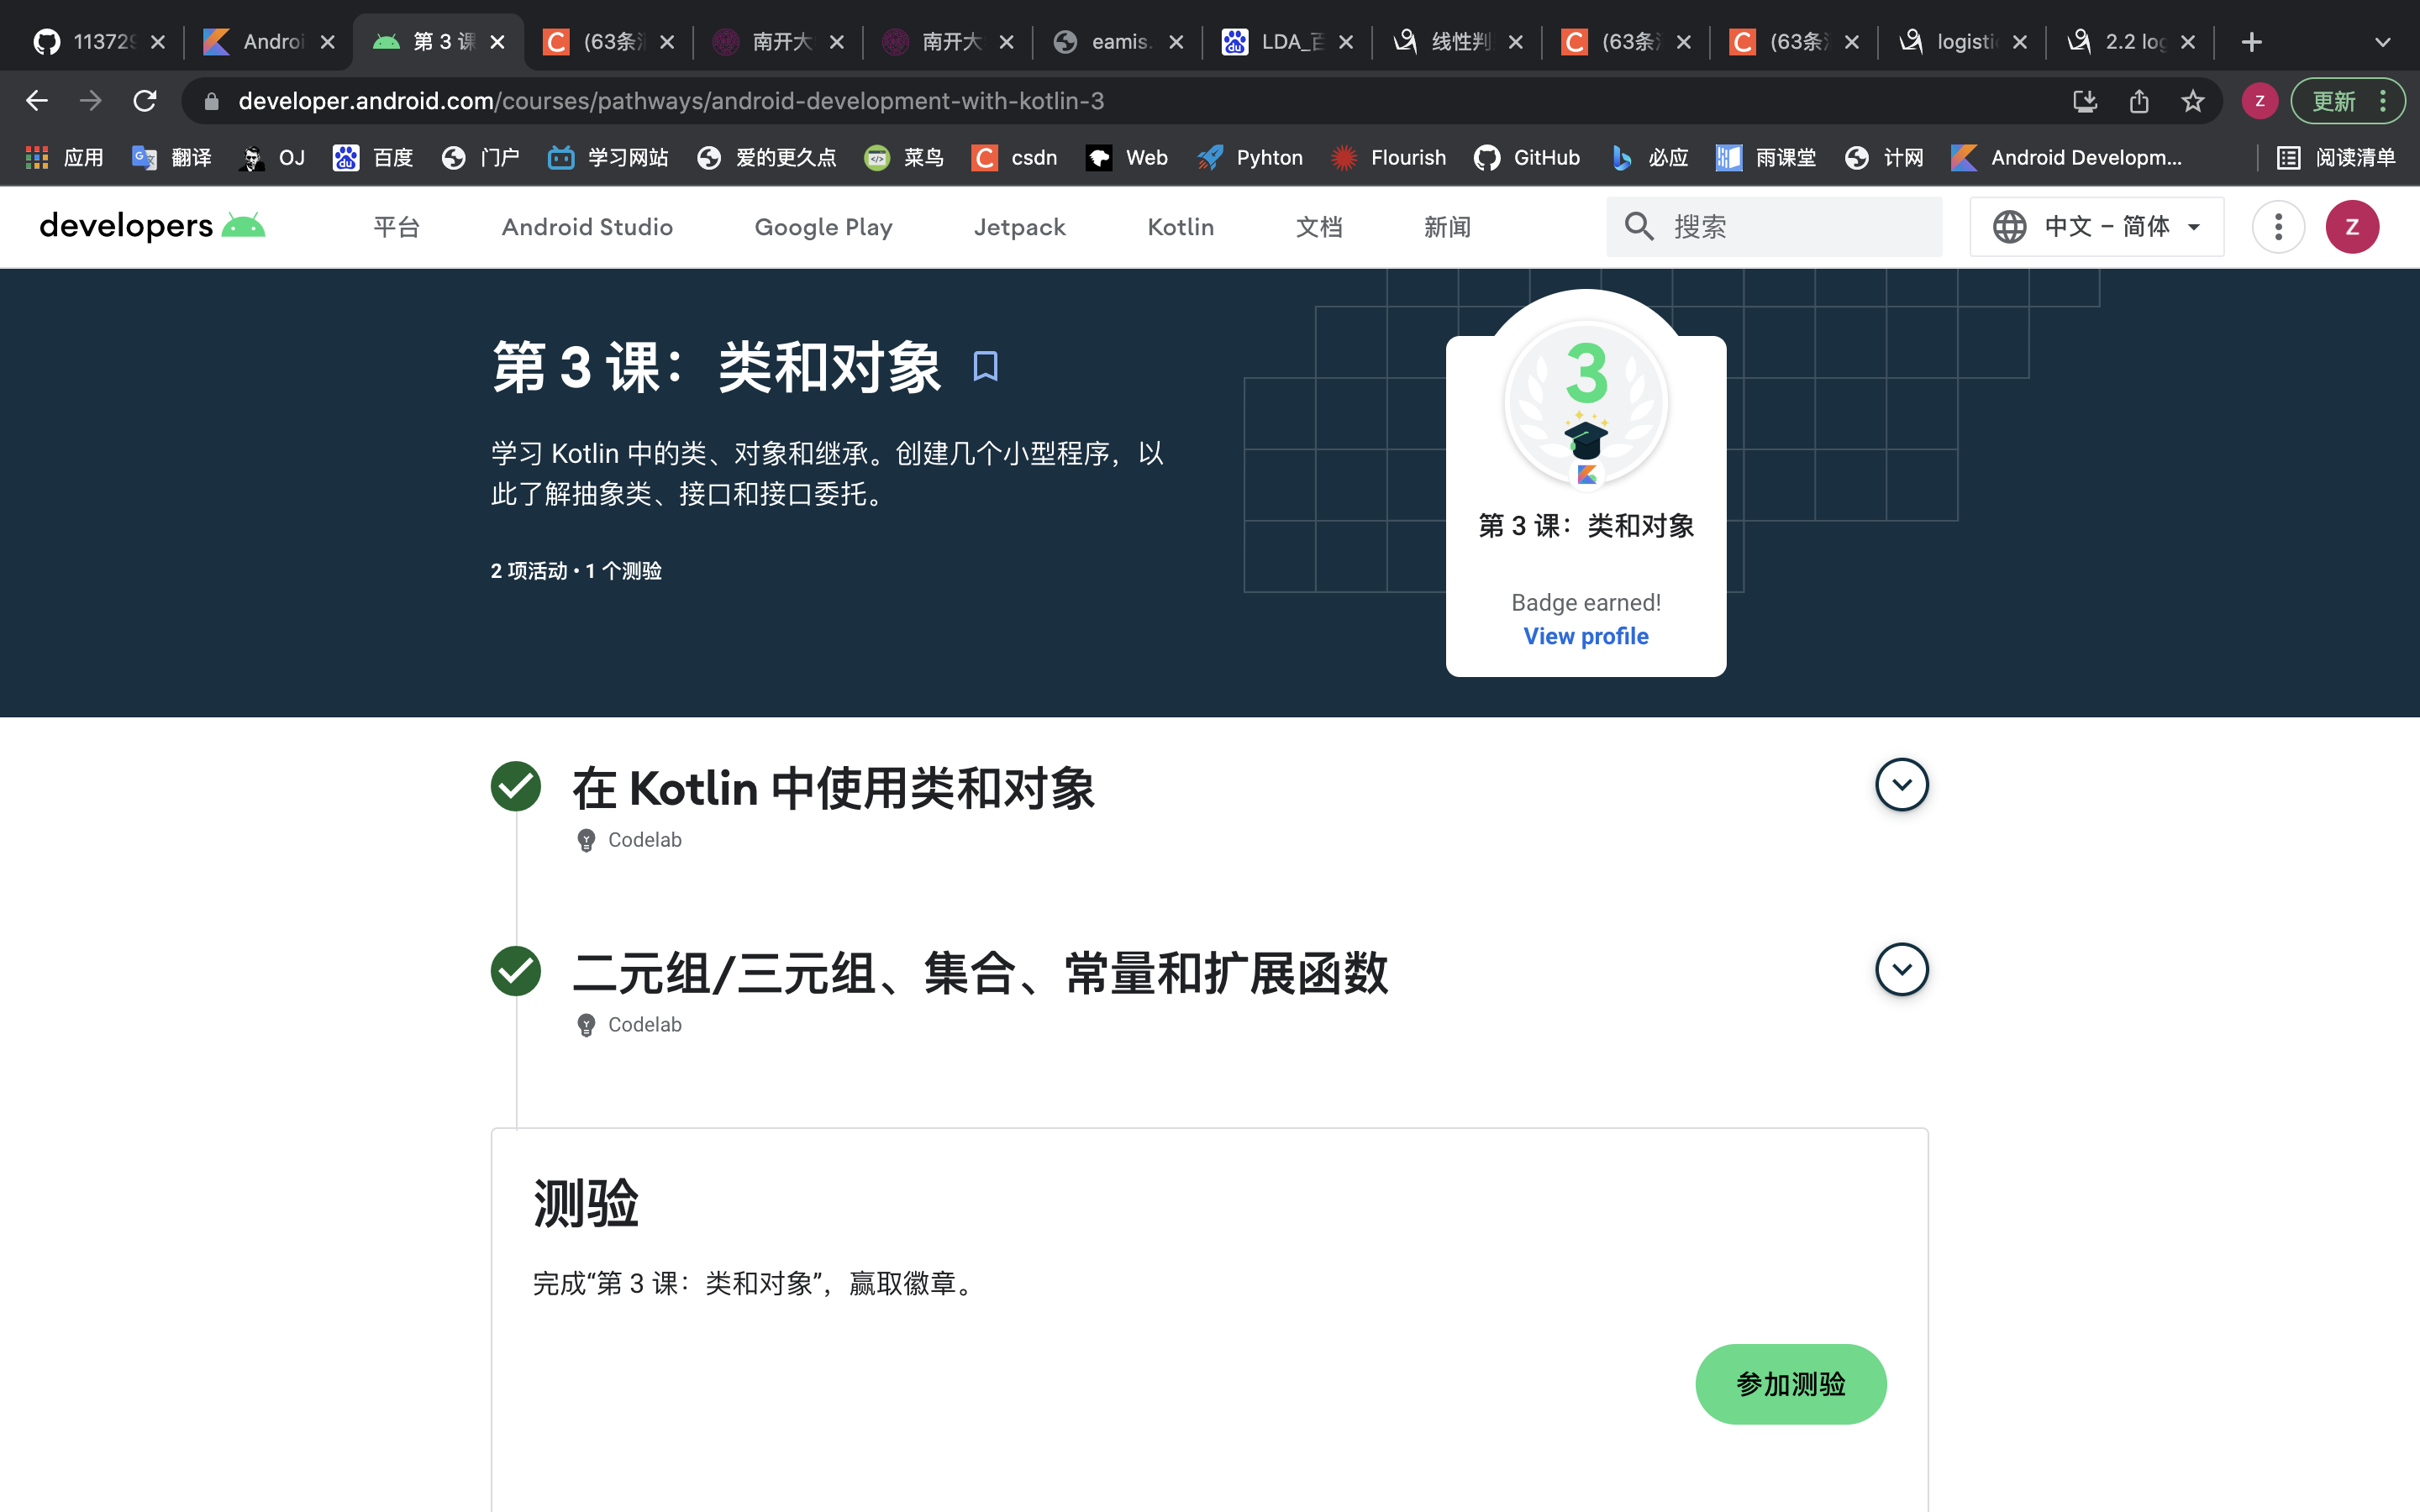 113729
Androi
第 3 课
(63条消
南开大
南开大
eamis.
LDA_百
线性判
(63条消
(63条消
logistic
2.2 log
developer.android.com/courses/pathways/android-development-with-kotlin-3
Z
更新
应用
翻译
OJ
百度
门户
学习网站
爱的更久点
菜鸟
csdn
Web
Pyhton
Flourish
GitHub
必应
雨课堂
计网
Android Developm...
阅读清单
developers
平台
Android Studio
Google Play
Jetpack
Kotlin
文档
新闻
搜索
中文 – 简体
Z
第 3 课：类和对象
学习 Kotlin 中的类、对象和继承。创建几个小型程序，以
此了解抽象类、接口和接口委托。
2 项活动 • 1 个测验
3
第 3 课：类和对象
Badge earned!
View profile
在 Kotlin 中使用类和对象
Codelab
二元组/三元组、集合、常量和扩展函数
Codelab
测验
完成“第 3 课：类和对象”，赢取徽章。
参加测验